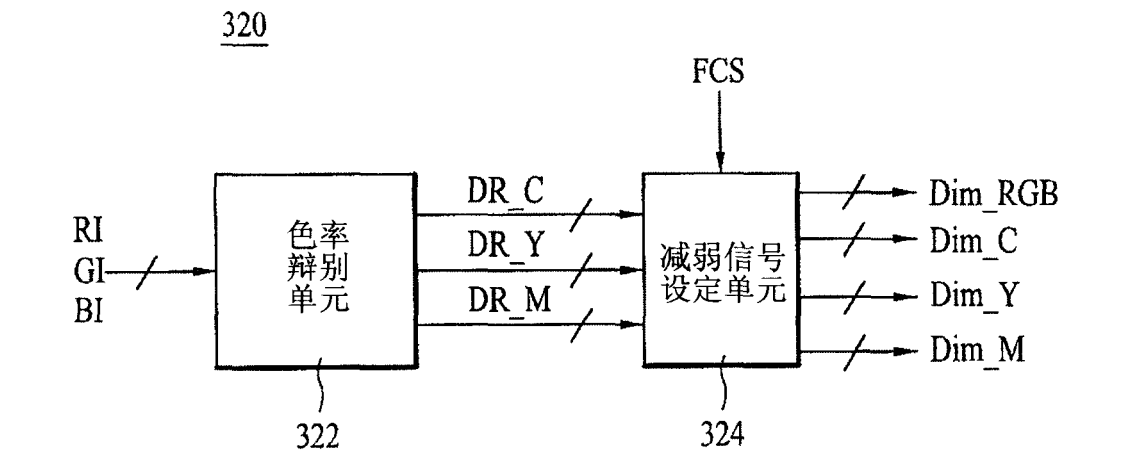 320
FCS
RI
GI
BI
色率
辩别
单元
DR_C
DR_Y
DR_M
减弱信号
设定单元
Dim_RGB
Dim_C
Dim_Y
Dim_M
322
324